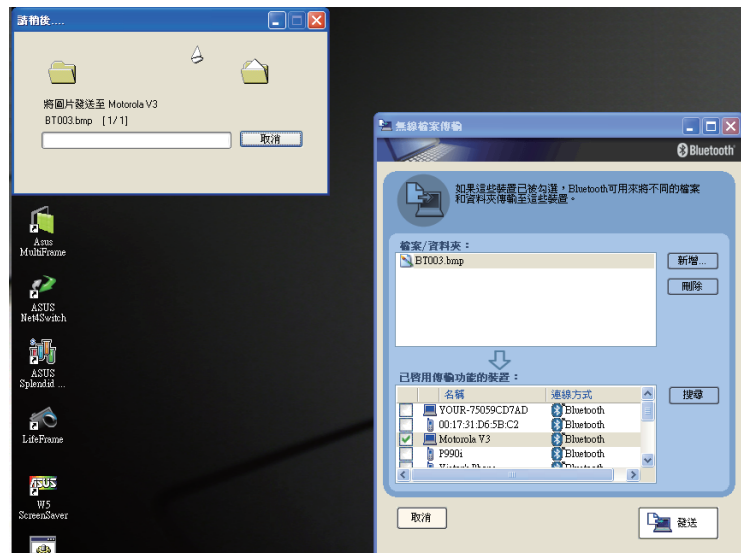 請稍後....
將圖片發送至 Motorola V3
BT003.bmp [1/1]
取消
Asus
MultiFrame
ASUS
Net4Switch
ASUS
Splendid ...
LifeFrame
ASUS
W5
ScreenSaver
無線檔案傳輸
Bluetooth
如果這些裝置已被勾選，Bluetooth可用來將不同的檔案
和資料夾傳輸至這些裝置。
檔案/資料夾：
BT003.bmp
新增...
刪除
已啓用傳輸功能的裝置：
名稱 連線方式
搜尋
YOUR-75059CD7AD Bluetooth
00:17:31:D6:5B:C2 Bluetooth
Motorola V3 Bluetooth
P990i Bluetooth
取消
發送